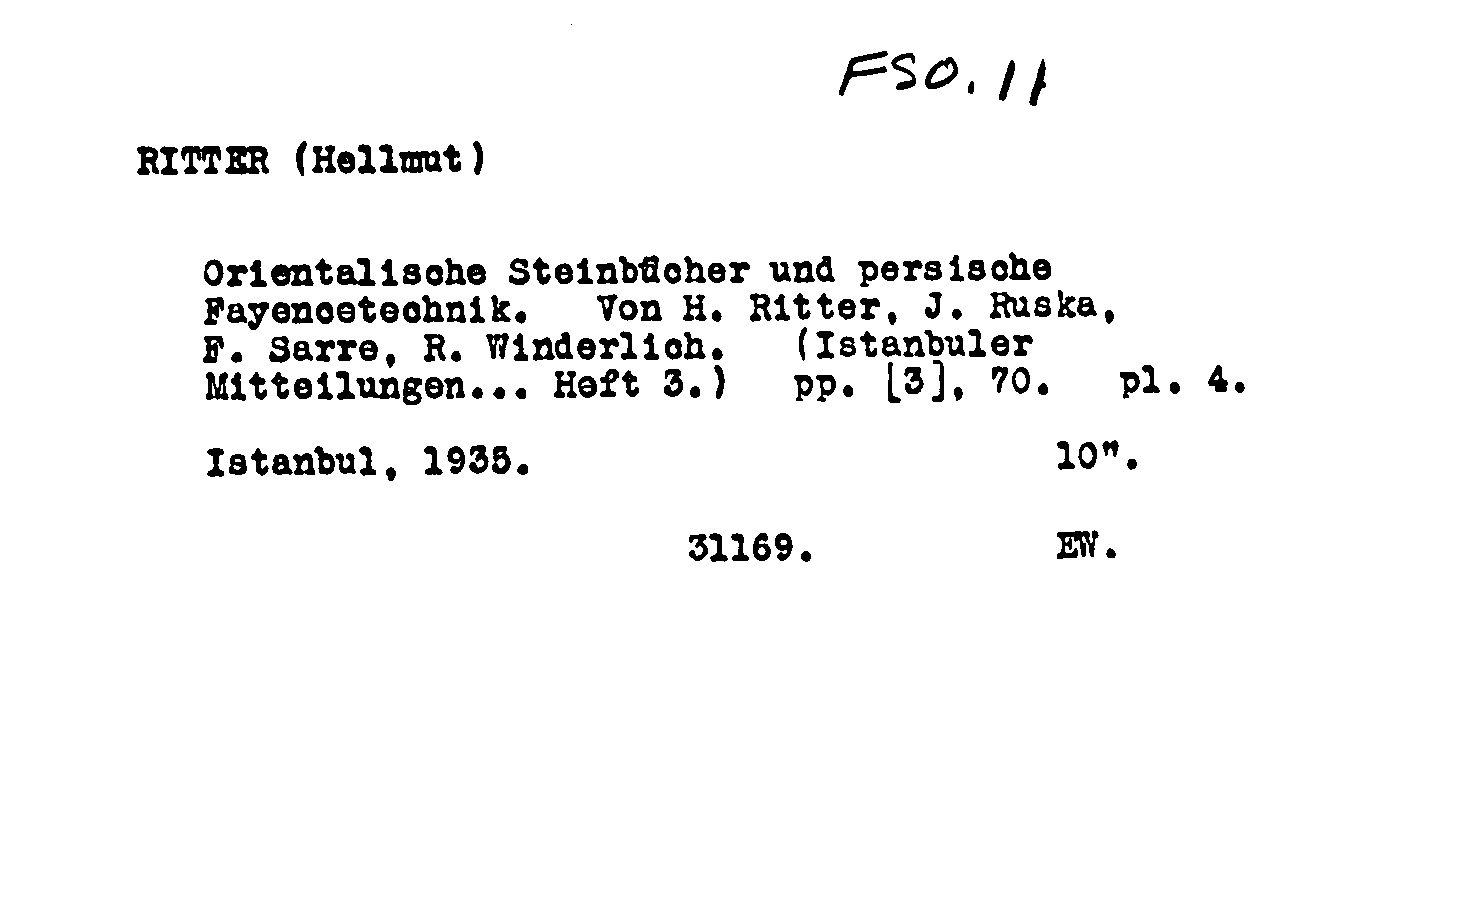 FSO.11
RITTER (Hellmut)
Orientalische Steinbücher und persische
Fayencetechnik. Von H. Ritter, J. Ruska,
F. Sarre, R. Winderlich. (Istanbuler
Mitteilungen... Heft 3.) pp. [3], 70. pl. 4.
Istanbul, 1935. 10".
31169. EW.